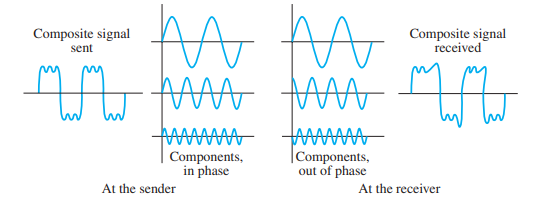 Composite signal
sent
Composite signal
received
Components,
in phase
Components,
out of phase
At the sender
At the receiver